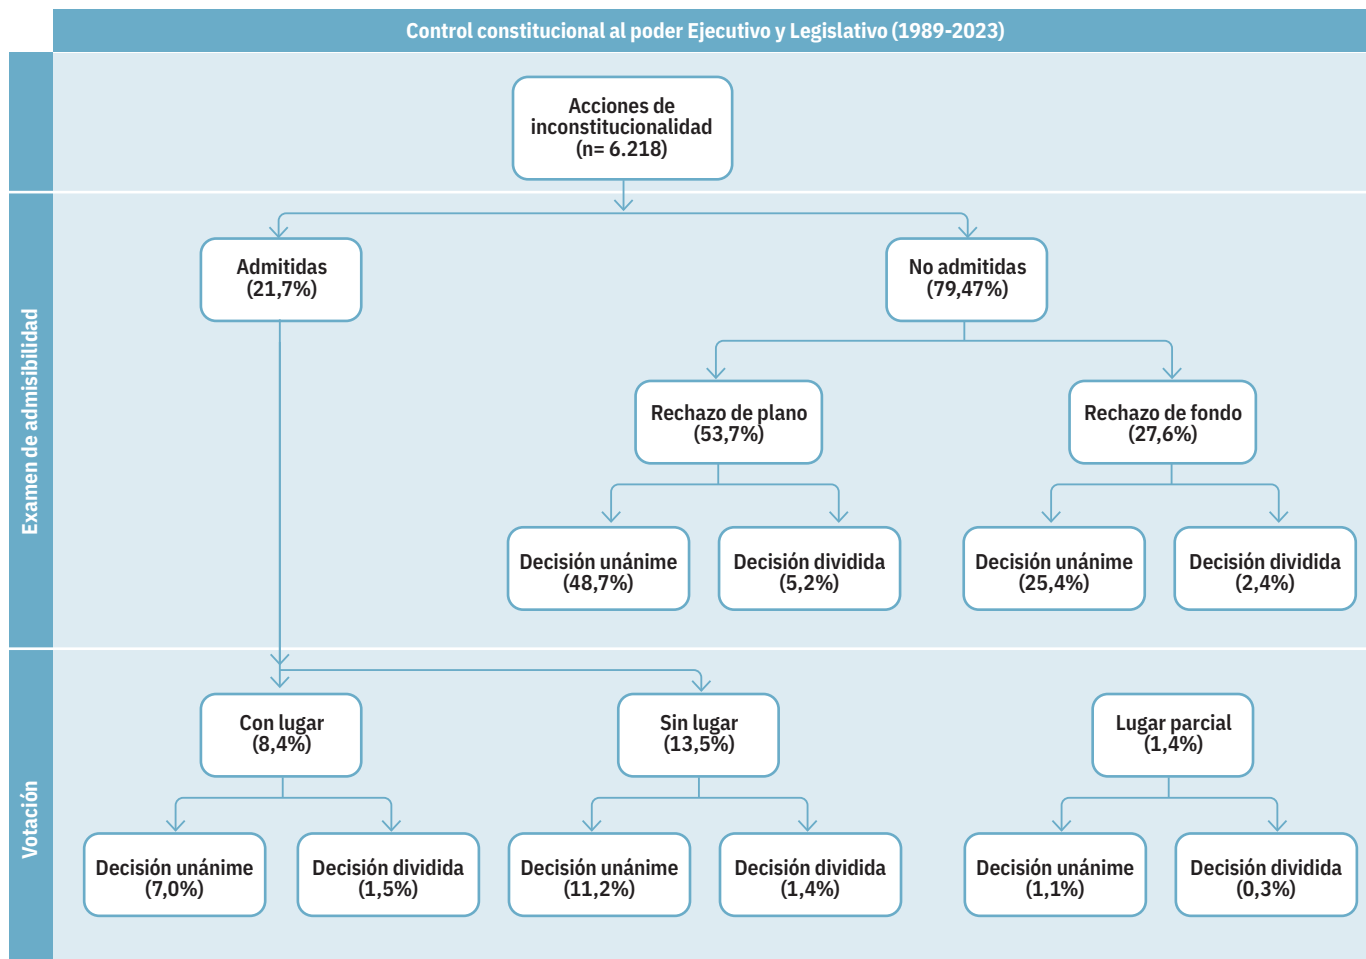 Control constitucional al poder Ejecutivo y Legislativo (1989-2023)
Acciones de
inconstitucionalidad
(n= 6.218)
Examen de admisibilidad
Admitidas
(21,7%)
No admitidas
(79,47%)
Rechazo de plano
(53,7%)
Rechazo de fondo
(27,6%)
Decisión unánime
(48,7%)
Decisión dividida
(5,2%)
Decisión unánime
(25,4%)
Decisión dividida
(2,4%)
Votación
Con lugar
(8,4%)
Sin lugar
(13,5%)
Lugar parcial
(1,4%)
Decisión unánime
(7,0%)
Decisión dividida
(1,5%)
Decisión unánime
(11,2%)
Decisión dividida
(1,4%)
Decisión unánime
(1,1%)
Decisión dividida
(0,3%)